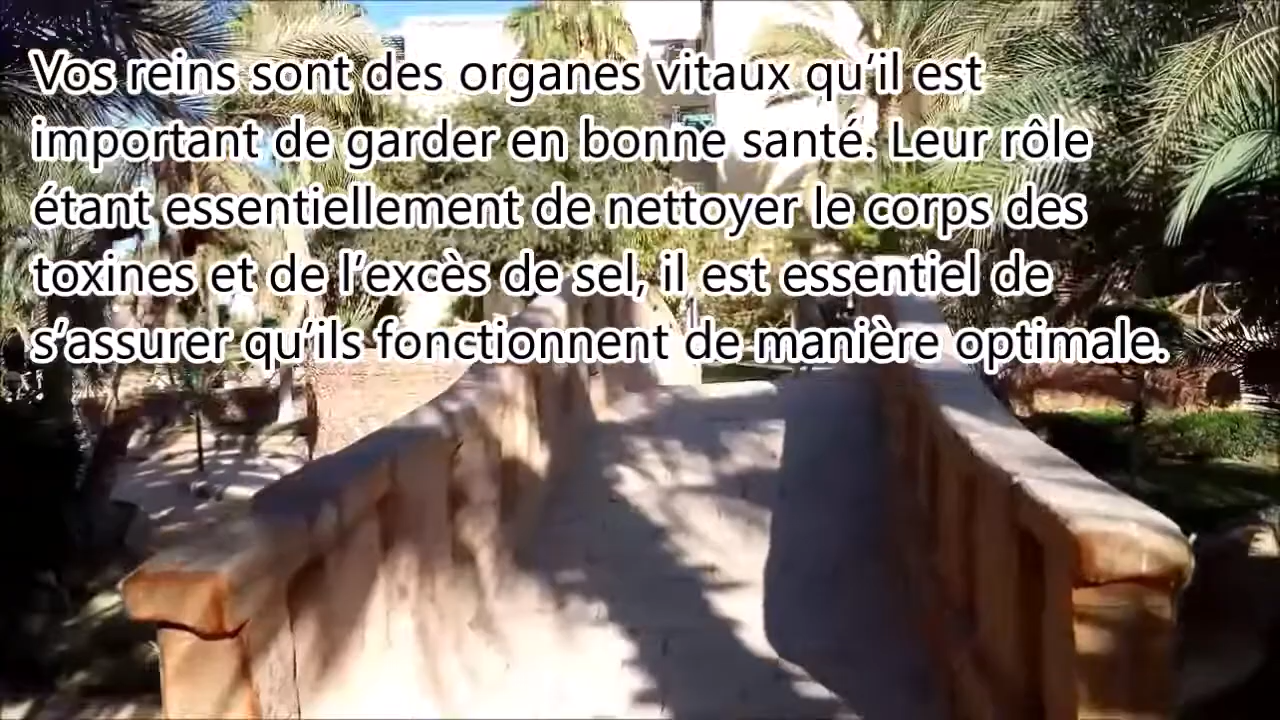 Vos reins sont des organes vitaux qu’il est
important de garder en bonne santé. Leur rôle
étant essentiellement de nettoyer le corps des
toxines et de l’excès de sel, il est essentiel de
s’assurer qu’ils fonctionnent de manière optimale.